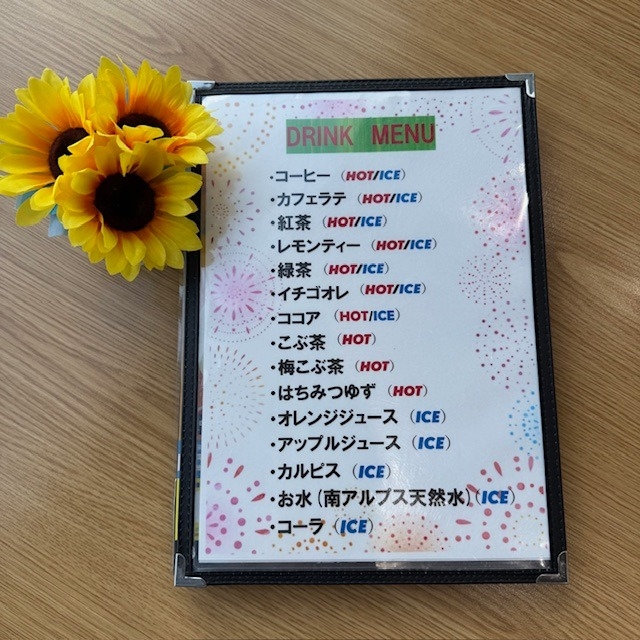 DRINK MENU
・コーヒー（HOT/ICE）
・カフェラテ（HOT/ICE）
・紅茶（HOT/ICE）
・レモンティー（HOT/ICE）
・緑茶（HOT/ICE）
・イチゴオレ（HOT/ICE）
・ココア（HOT/ICE）
・こぶ茶（HOT）
・梅こぶ茶（HOT）
・はちみつゆず（HOT）
・オレンジジュース（ICE）
・アップルジュース（ICE）
・カルピス（ICE）
・お水（南アルプス天然水）（ICE）
・コーラ（ICE）